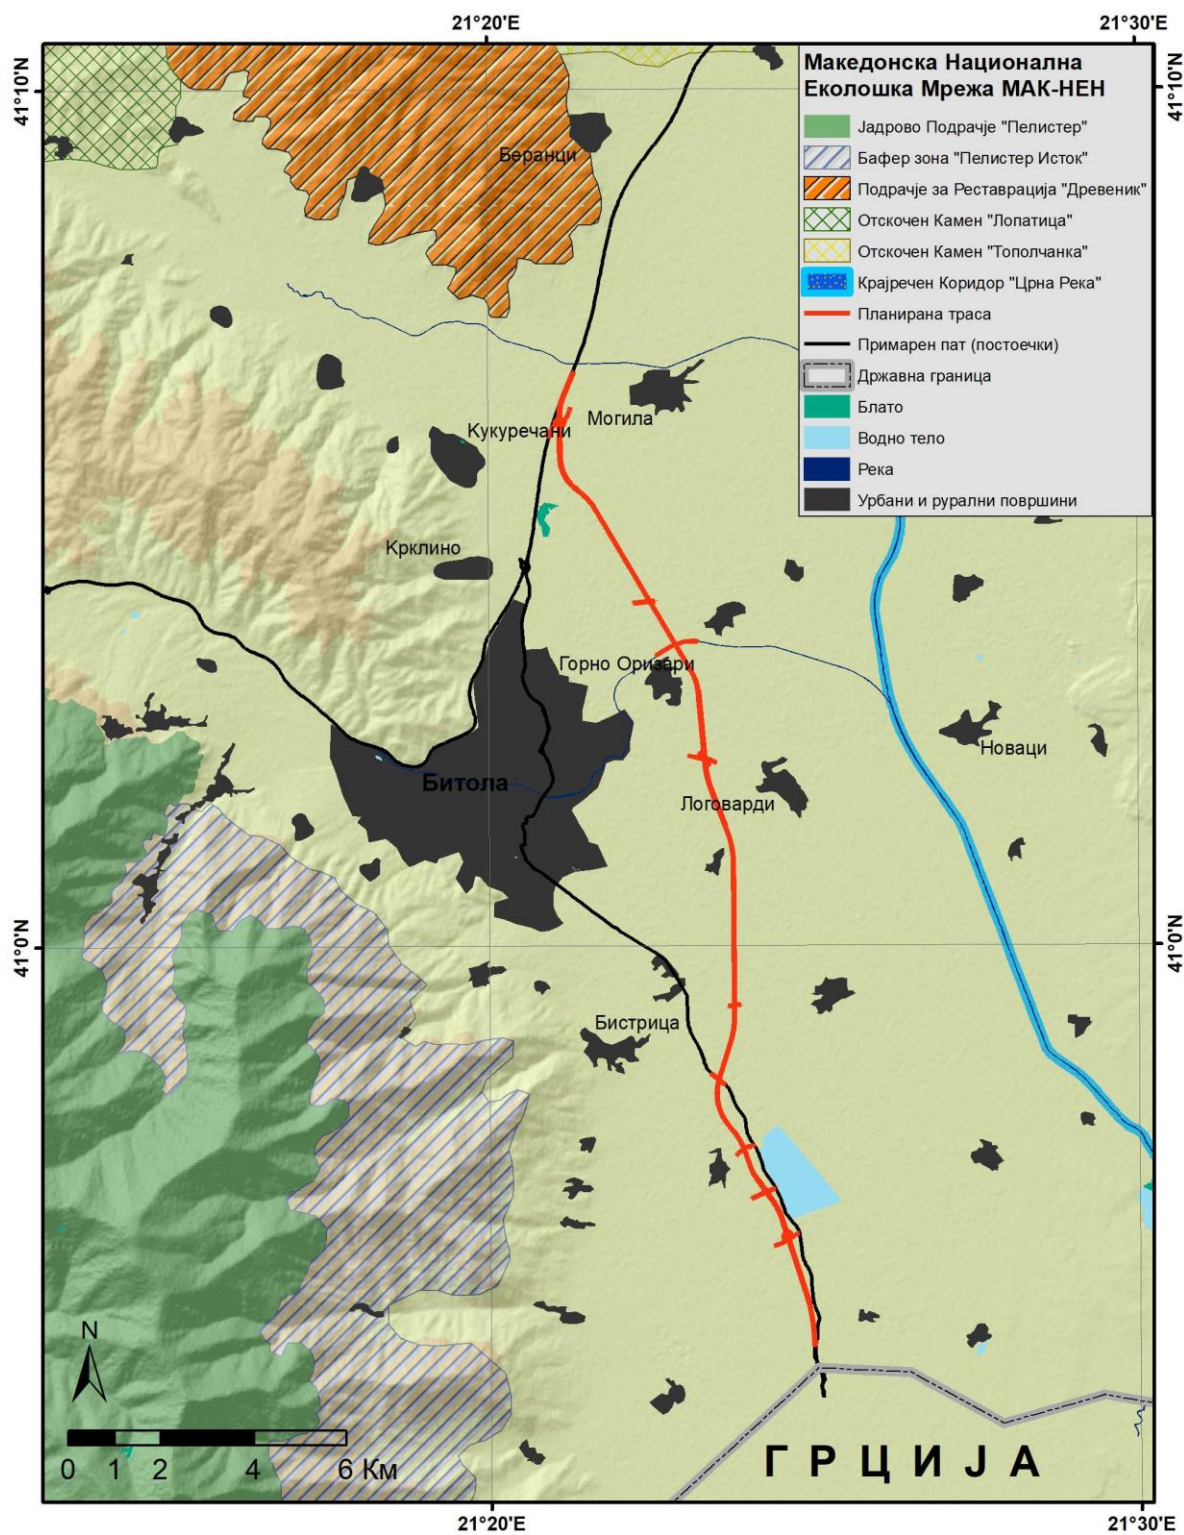 21°20'E
21°30'E
41°10'N
41°10'N
Македонска Национална
Еколошка Мрежа МАК-НЕН
Јадрово Подрачје "Пелистер"
Бафер зона "Пелистер Исток"
Подрачје за Реставрација "Древеник"
Отскочен Камен "Лопатица"
Отскочен Камен "Тополчанка"
Крајречен Коридор "Црна Река"
Планирана траса
Примарен пат (постоечки)
Државна граница
Блато
Водно тело
Река
Урбани и рурални површини
Беранци
Могила
Кукуречани
Крклино
Горно Оризари
Новаци
Битола
Логоварди
41°0'N
41°0'N
Бистрица
N
0 1 2 4 6 Км
ГРЦИЈА
21°20'E
21°30'E